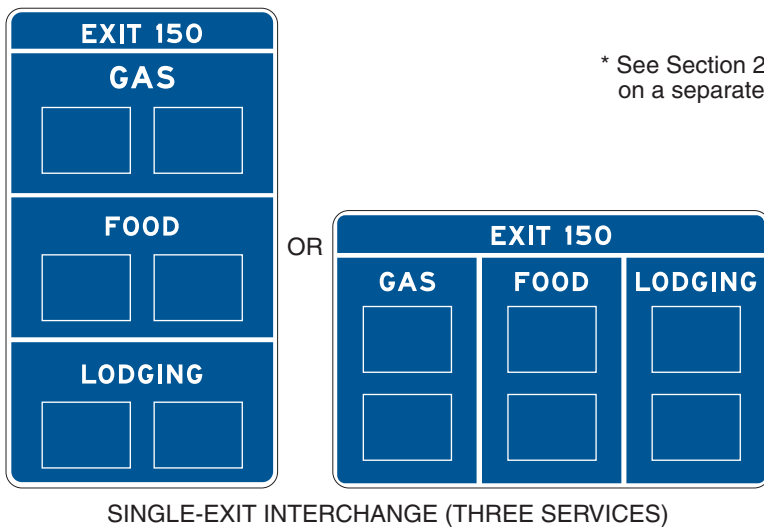 EXIT 150
GAS
FOOD
LODGING
OR
* See Section 2
on a separate
EXIT 150
GAS
FOOD
LODGING
SINGLE-EXIT INTERCHANGE (THREE SERVICES)